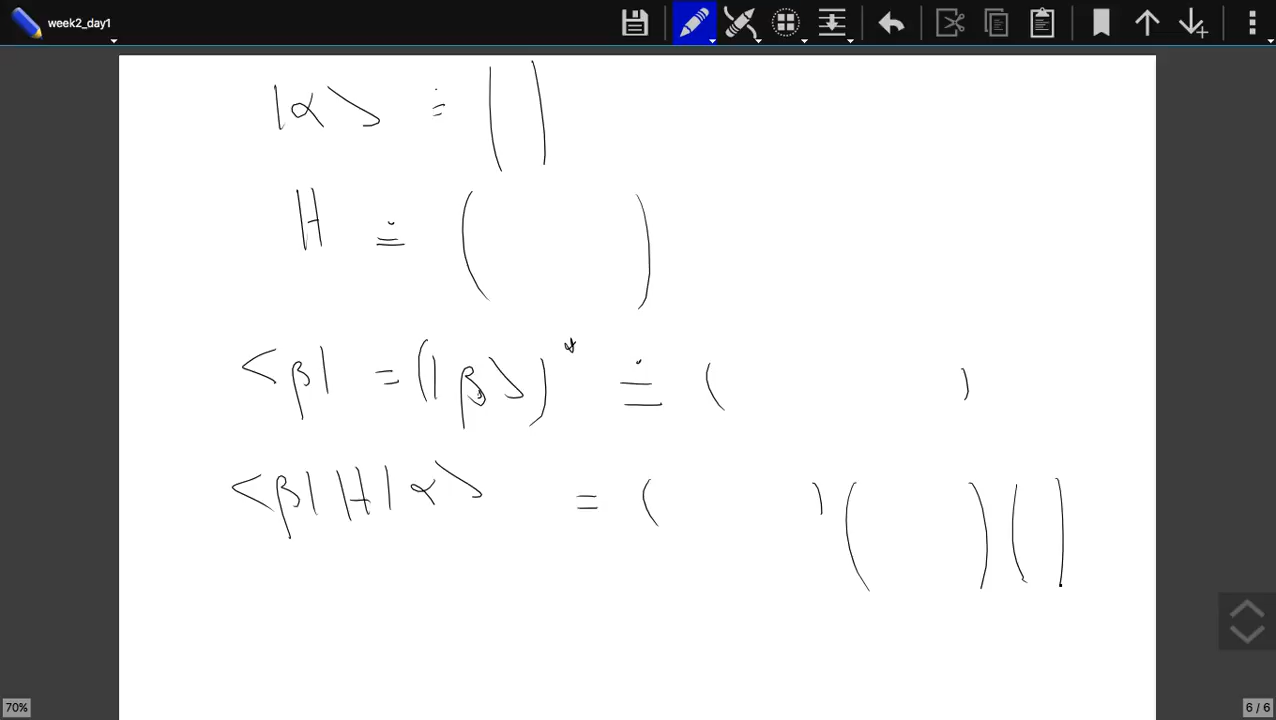 week2_day1
|α> ≐ ( )
H ≐ ( )
<β| = (|β>)* ≐ ( )
<β|H|α> = ( ) ( ) ( )
70%
6 / 6